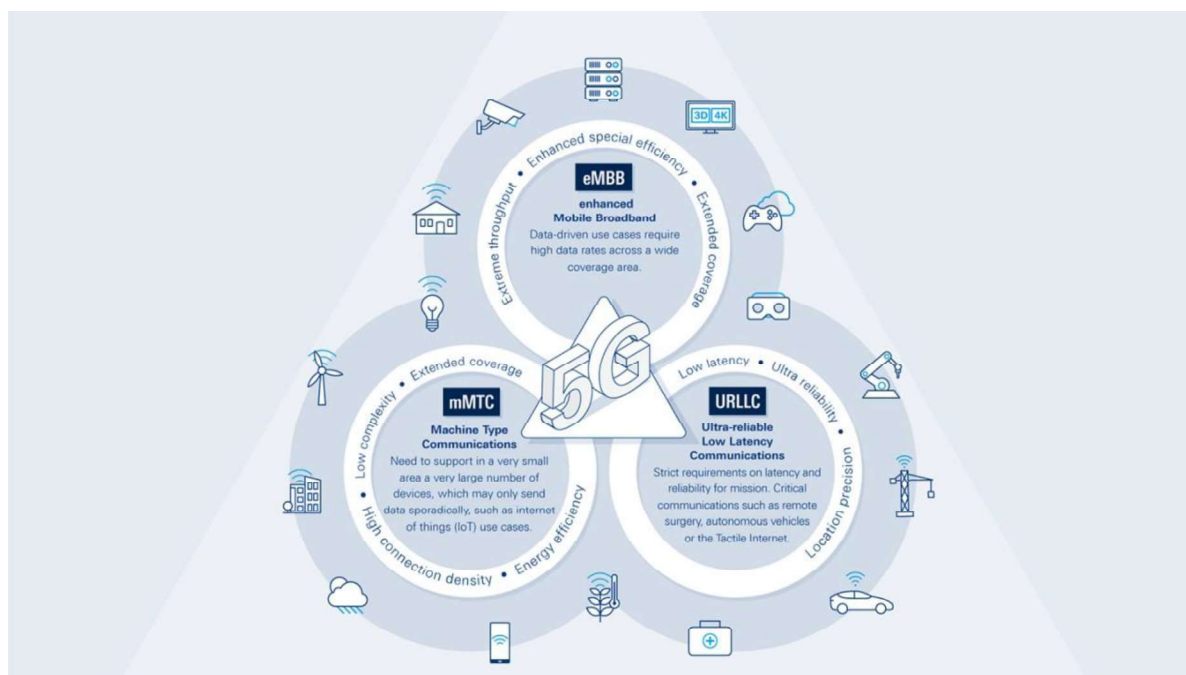 3D 4K
Extreme throughput • Enhanced special efficiency • Extended coverage
eMBB
enhanced
Mobile Broadband
Data-driven use cases require
high data rates across a wide
coverage area.
5G
High connection density • Energy efficiency
Low complexity • Extended coverage
mMTC
Machine Type
Communications
Need to support in a very small
area a very large number of
devices, which may only send
data sporadically, such as internet
of things (IoT) use cases.
Low latency • Ultra reliability • Location precision
URLLC
Ultra-reliable
Low Latency
Communications
Strict requirements on latency and
reliability for mission. Critical
communications such as remote
surgery, autonomous vehicles
or the Tactile Internet.